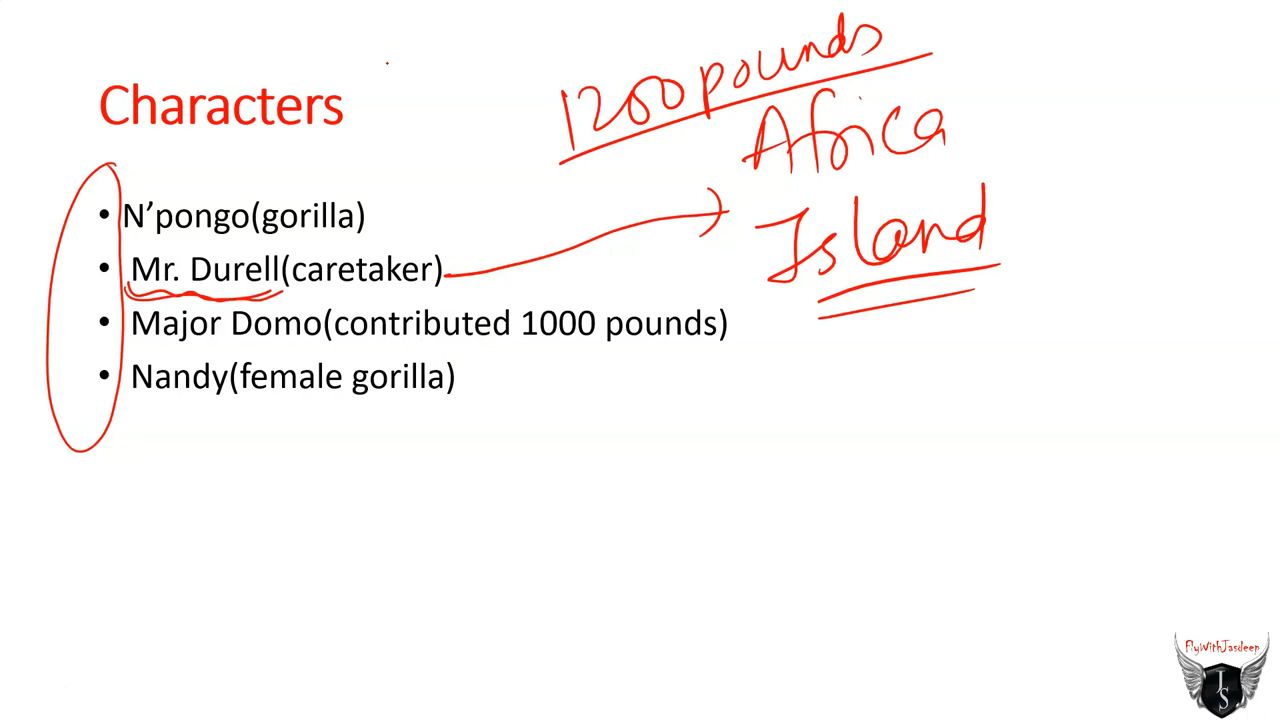 1200 pounds
Characters
Africa
• N’pongo(gorilla)
Island
• Mr. Durell(caretaker)
• Major Domo(contributed 1000 pounds)
• Nandy(female gorilla)
FlyWithJasdeep
JS